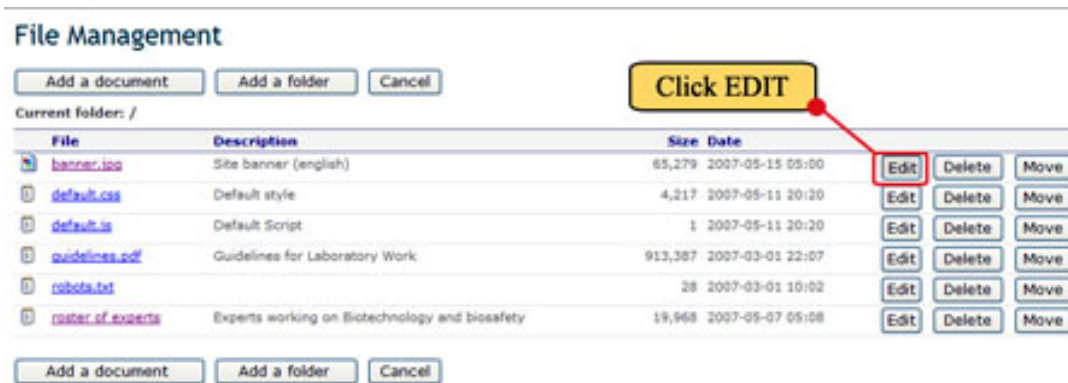 File Management
Add a document Add a folder Cancel
Click EDIT
Current folder: /
File Description Size Date
banner.jpg Site banner (english) 65,279 2007-05-15 05:00 Edit Delete Move
default.css Default style 4,217 2007-05-11 20:20 Edit Delete Move
default.js Default Script 1 2007-05-11 20:20 Edit Delete Move
guidelines.pdf Guidelines for Laboratory Work 913,387 2007-03-01 22:07 Edit Delete Move
robots.txt 28 2007-03-01 10:02 Edit Delete Move
roster of experts Experts working on Biotechnology and biosafety 19,968 2007-05-07 05:08 Edit Delete Move
Add a document Add a folder Cancel